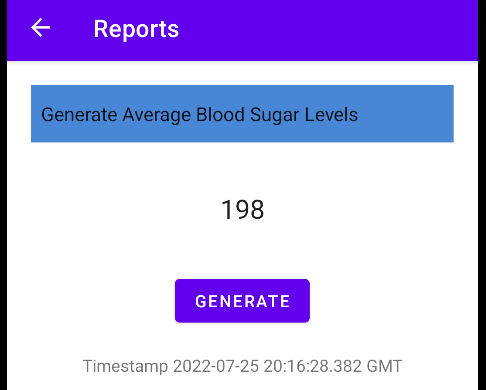 Reports
Generate Average Blood Sugar Levels
198
GENERATE
Timestamp 2022-07-25 20:16:28.382 GMT